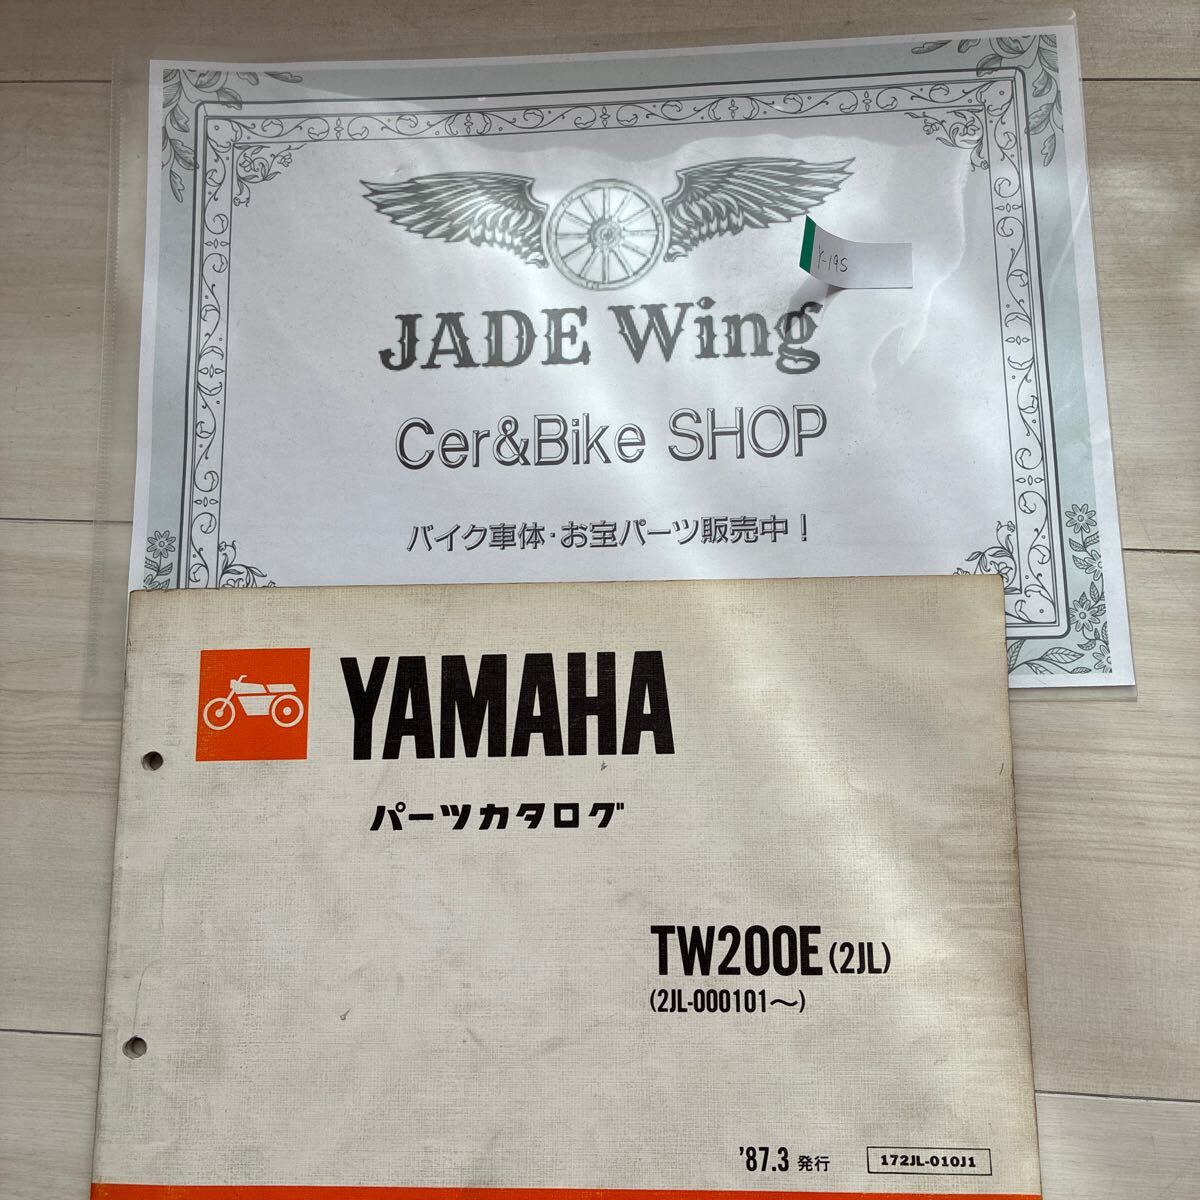 Y-195
JADE Wing
Cer&Bike SHOP
バイク車体・お宝パーツ販売中！
YAMAHA
パーツカタログ
TW200E(2JL)
(2JL-000101〜)
'87.3 発行
172JL-010J1